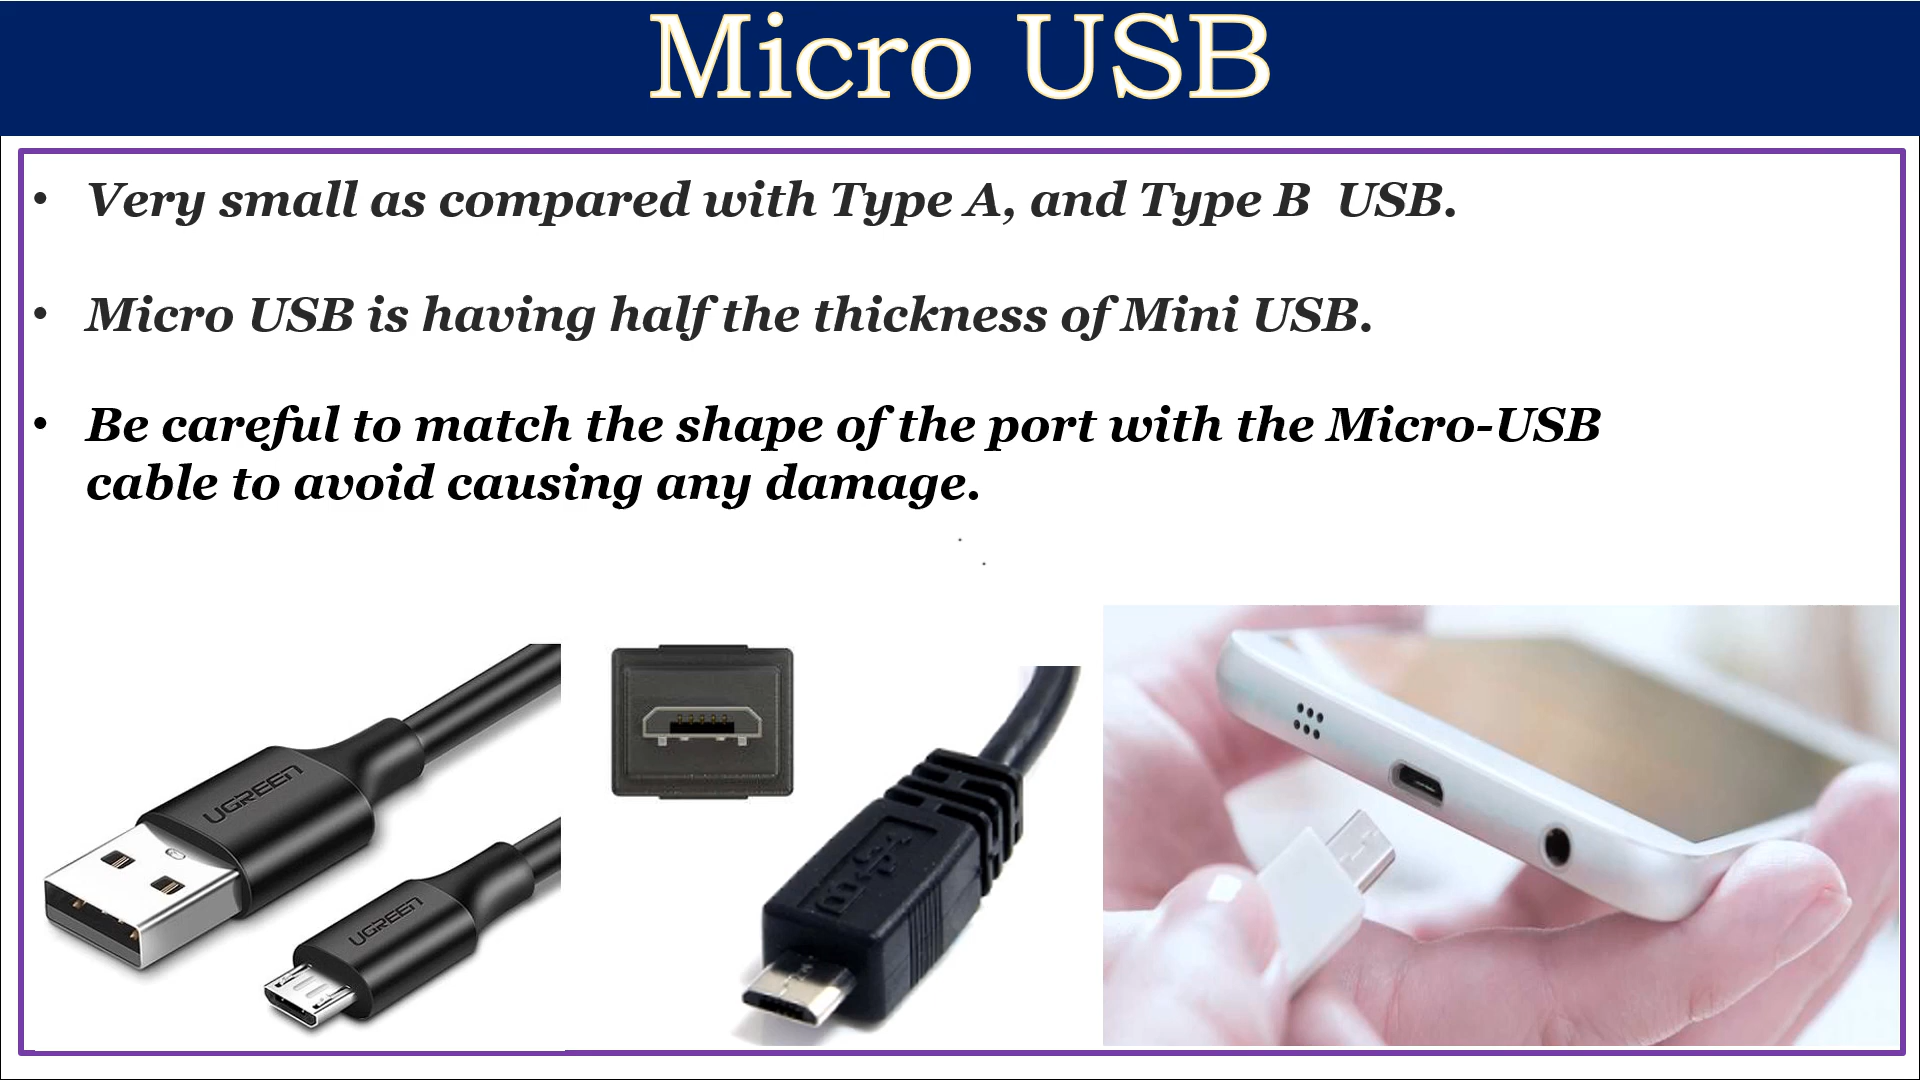 Micro USB
• Very small as compared with Type A, and Type B  USB.
• Micro USB is having half the thickness of Mini USB.
• Be careful to match the shape of the port with the Micro-USB
cable to avoid causing any damage.
UGREEN
UGREEN